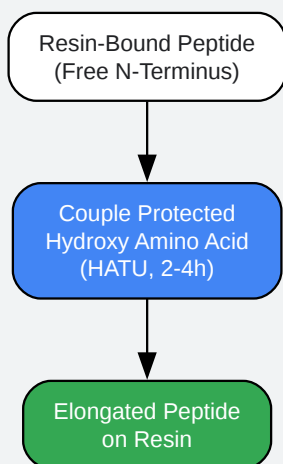 Resin-Bound Peptide
(Free N-Terminus)
Couple Protected
Hydroxy Amino Acid
(HATU, 2-4h)
Elongated Peptide
on Resin